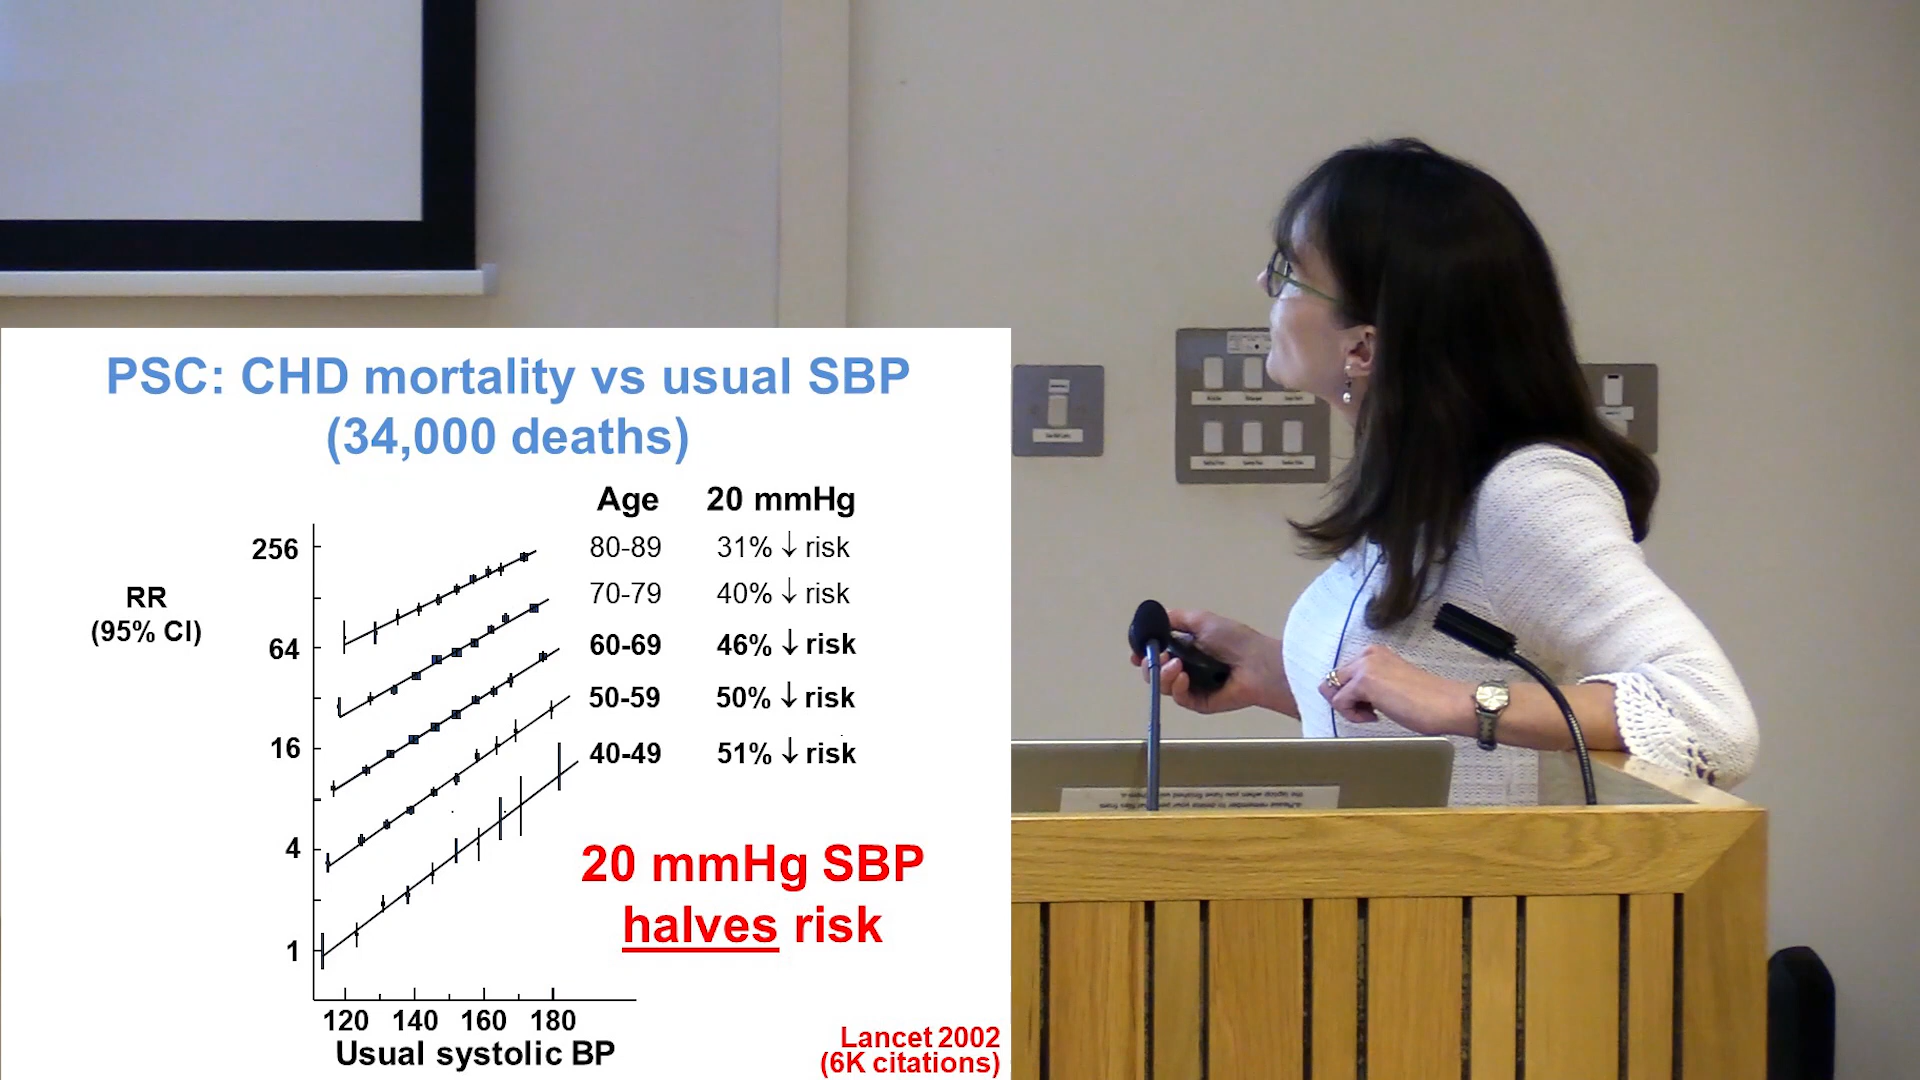 PSC: CHD mortality vs usual SBP
(34,000 deaths)
Age 20 mmHg
80-89 31% ↓ risk
70-79 40% ↓ risk
60-69 46% ↓ risk
50-59 50% ↓ risk
40-49 51% ↓ risk
RR
(95% CI)
256
64
16
4
1
20 mmHg SBP
halves risk
120 140 160 180
Usual systolic BP
Lancet 2002
(6K citations)